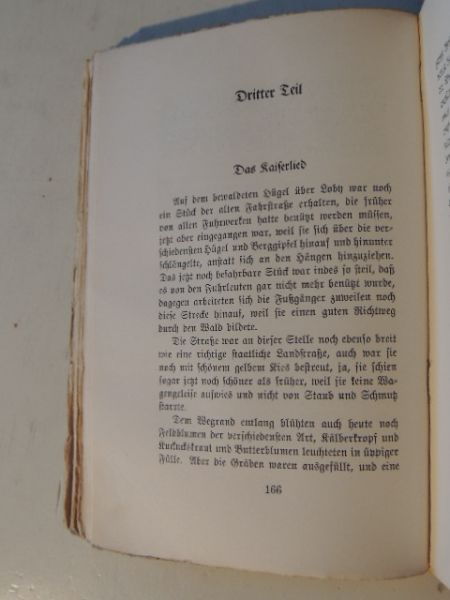 Dritter Teil
Das Kaiserlied
Auf dem bewaldeten Hügel über Loby war noch
ein Stück der alten Fahrstraße erhalten, die früher
von allen Fuhrwerken hatte benützt werden müssen,
jetzt aber eingegangen war, weil sie sich über die ver-
schiedensten Hügel und Berggipfel hinauf und hinunter
schlängelte, anstatt sich an den Hängen hinzuziehen.
Das jetzt noch befahrbare Stück war indes so steil, daß
es von den Fuhrleuten gar nicht mehr benützt wurde,
dagegen arbeiteten sich die Fußgänger zuweilen noch
diese Strecke hinauf, weil sie einen guten Richtweg
durch den Wald bildete.
Die Straße war an dieser Stelle noch ebenso breit
wie eine richtige staatliche Landstraße, auch war sie
noch mit schönem gelbem Kies bestreut, ja, sie schien
sogar jetzt noch schöner als früher, weil sie keine Wa-
gengeleise aufwies und nicht von Staub und Schmutz
starrte.
Dem Wegrand entlang blühten auch heute noch
Feldblumen der verschiedensten Art, Kälberkropf und
Kuckuckskraut und Butterblumen leuchteten in üppiger
Fülle. Aber die Gräben waren ausgefüllt, und eine
166